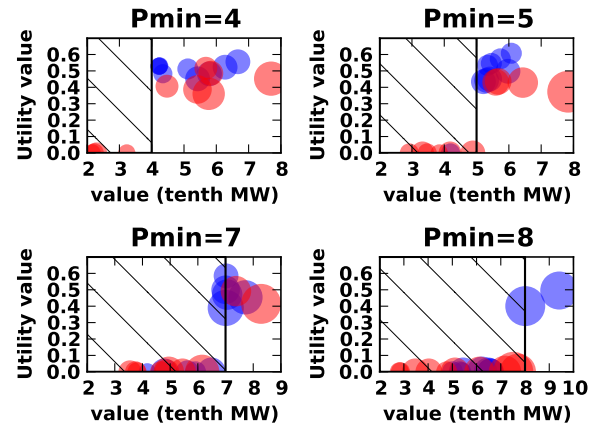 Pmin=4
Utility value
0.6
0.5
0.4
0.3
0.2
0.1
0.0
2 3 4 5 6 7 8
value (tenth MW)
Pmin=5
Utility value
0.6
0.5
0.4
0.3
0.2
0.1
0.0
2 3 4 5 6 7 8
value (tenth MW)
Pmin=7
Utility value
0.6
0.5
0.4
0.3
0.2
0.1
0.0
2 3 4 5 6 7 8 9
value (tenth MW)
Pmin=8
Utility value
0.6
0.5
0.4
0.3
0.2
0.1
0.0
2 3 4 5 6 7 8 9 10
value (tenth MW)